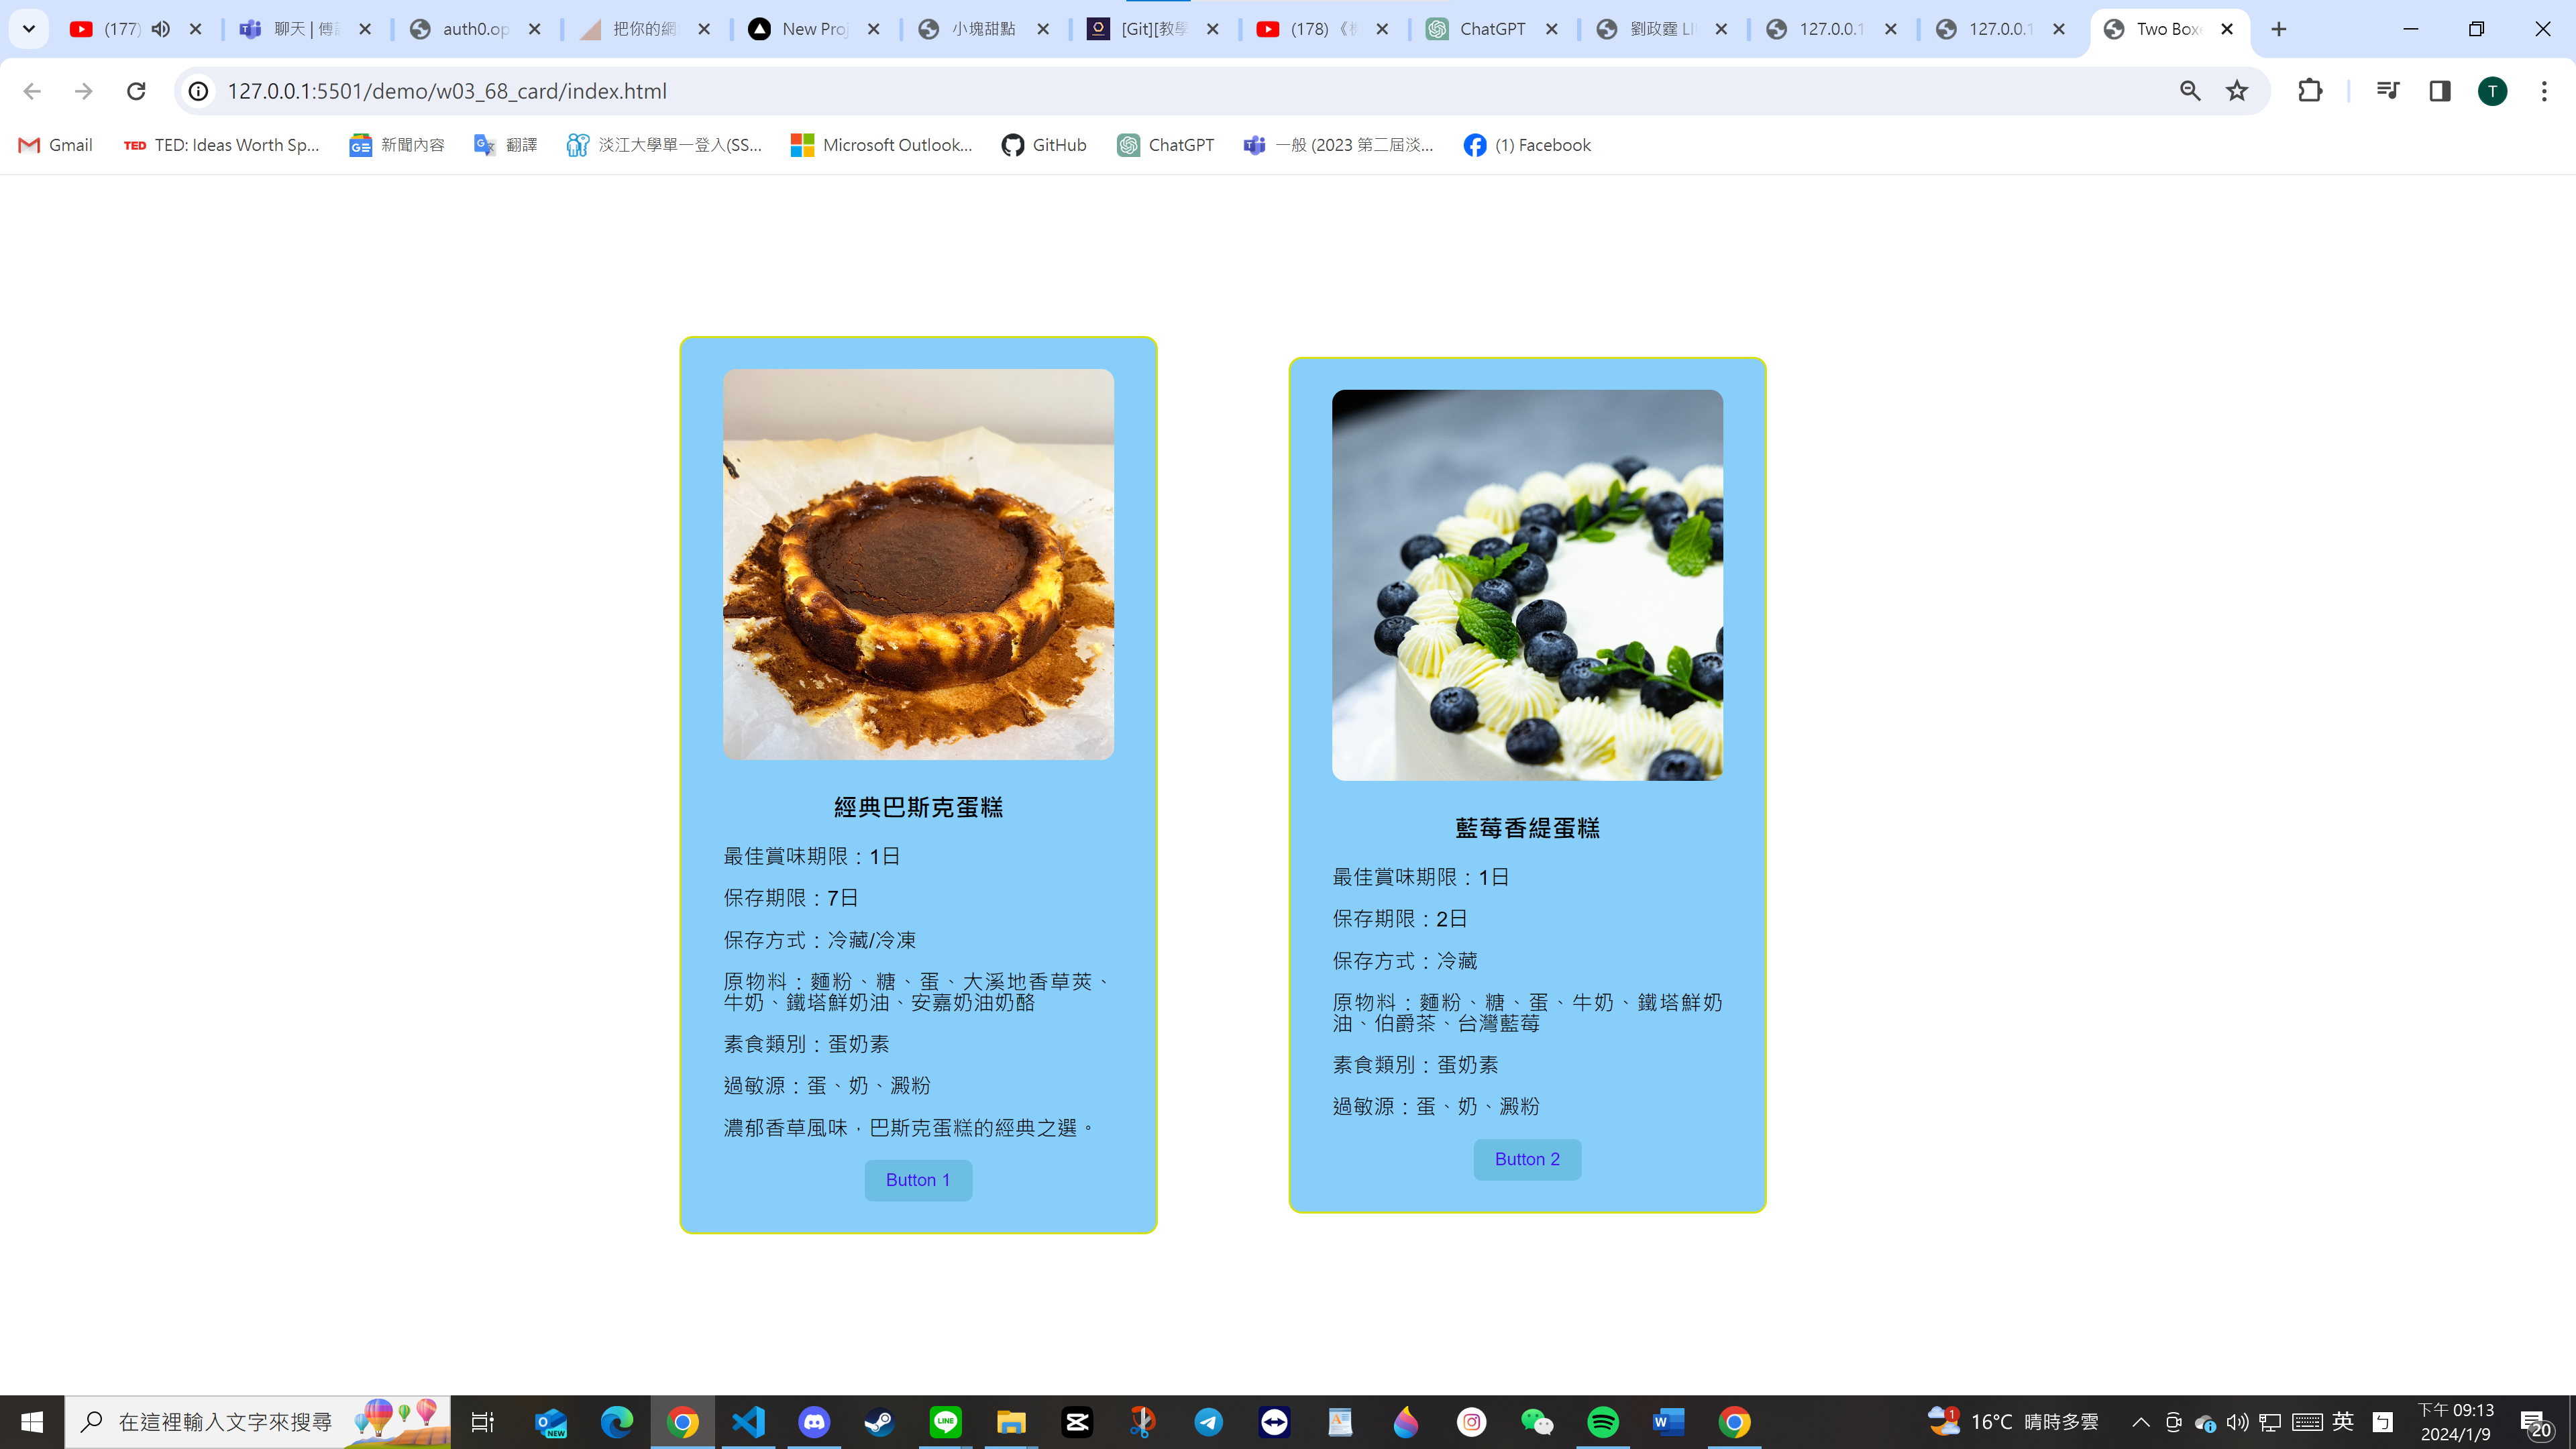 (177)
聊天 | 傅
auth0.op
把你的網
New Proj
小塊甜點
[Git][教學
(178) 《
ChatGPT
劉政霆 LI
127.0.0.1
127.0.0.1
Two Box
127.0.0.1:5501/demo/w03_68_card/index.html
T
Gmail
TED TED: Ideas Worth Sp...
新聞內容
翻譯
淡江大學單一登入(SS...
Microsoft Outlook...
GitHub
ChatGPT
一般 (2023 第二屆淡...
(1) Facebook
經典巴斯克蛋糕
最佳賞味期限：1日
保存期限：7日
保存方式：冷藏/冷凍
原物料：麵粉、糖、蛋、大溪地香草莢、
牛奶、鐵塔鮮奶油、安嘉奶油奶酪
素食類別：蛋奶素
過敏源：蛋、奶、澱粉
濃郁香草風味，巴斯克蛋糕的經典之選。
Button 1
藍莓香緹蛋糕
最佳賞味期限：1日
保存期限：2日
保存方式：冷藏
原物料：麵粉、糖、蛋、牛奶、鐵塔鮮奶
油、伯爵茶、台灣藍莓
素食類別：蛋奶素
過敏源：蛋、奶、澱粉
Button 2
在這裡輸入文字來搜尋
NEW
LINE
1
16°C 晴時多雲
英
下午 09:13
2024/1/9
20